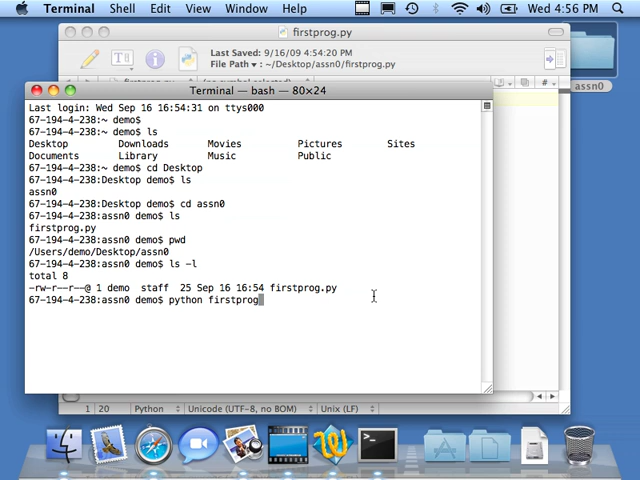 Terminal Shell Edit View Window Help Wed 4:56 PM
firstprog.py
Last Saved: 9/16/09 4:54:20 PM
File Path ▾ : ~/Desktop/assn0/firstprog.py
assn0
Terminal — bash — 80×24
Last login: Wed Sep 16 16:54:31 on ttys000
67-194-4-238:~ demo$
67-194-4-238:~ demo$ ls
Desktop Downloads Movies Pictures Sites
Documents Library Music Public
67-194-4-238:~ demo$ cd Desktop
67-194-4-238:Desktop demo$ ls
assn0
67-194-4-238:Desktop demo$ cd assn0
67-194-4-238:assn0 demo$ ls
firstprog.py
67-194-4-238:assn0 demo$ pwd
/Users/demo/Desktop/assn0
67-194-4-238:assn0 demo$ ls -l
total 8
-rw-r--r--@ 1 demo staff 25 Sep 16 16:54 firstprog.py
67-194-4-238:assn0 demo$ python firstprog
1 20 Python Unicode (UTF-8, no BOM) Unix (LF)